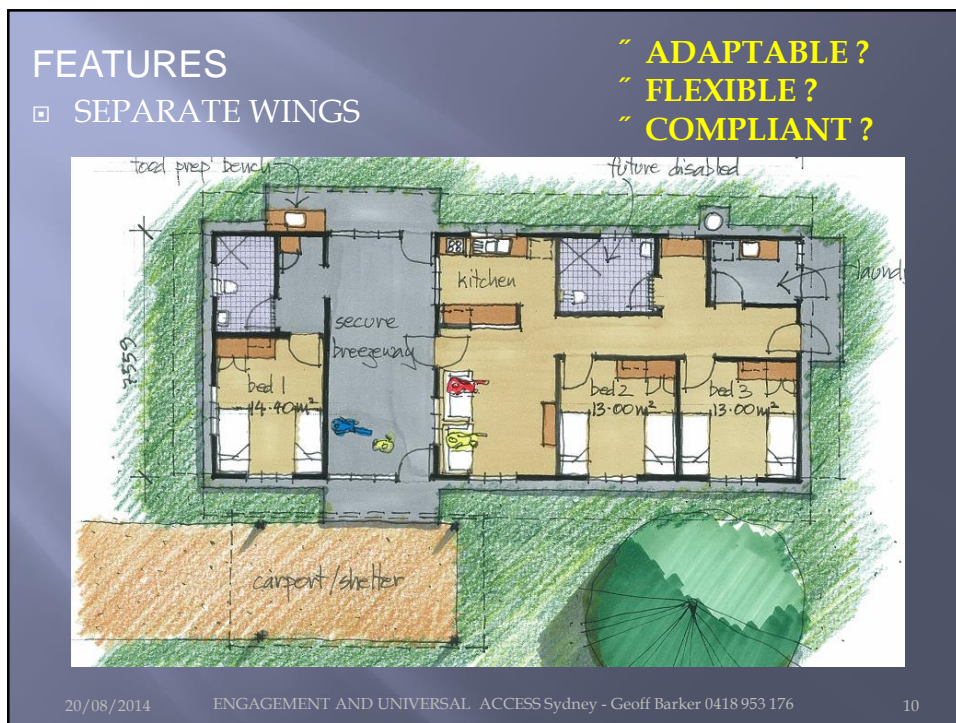 FEATURES
SEPARATE WINGS
˝ ADAPTABLE ?
˝ FLEXIBLE ?
˝ COMPLIANT ?
food prep' bench
future disabled
kitchen
laund
secure
breezeway
7559
bed 1
14.40m²
bed 2
13.00m²
bed 3
13.00m²
carport/shelter
20/08/2014
ENGAGEMENT AND UNIVERSAL ACCESS Sydney - Geoff Barker 0418 953 176
10